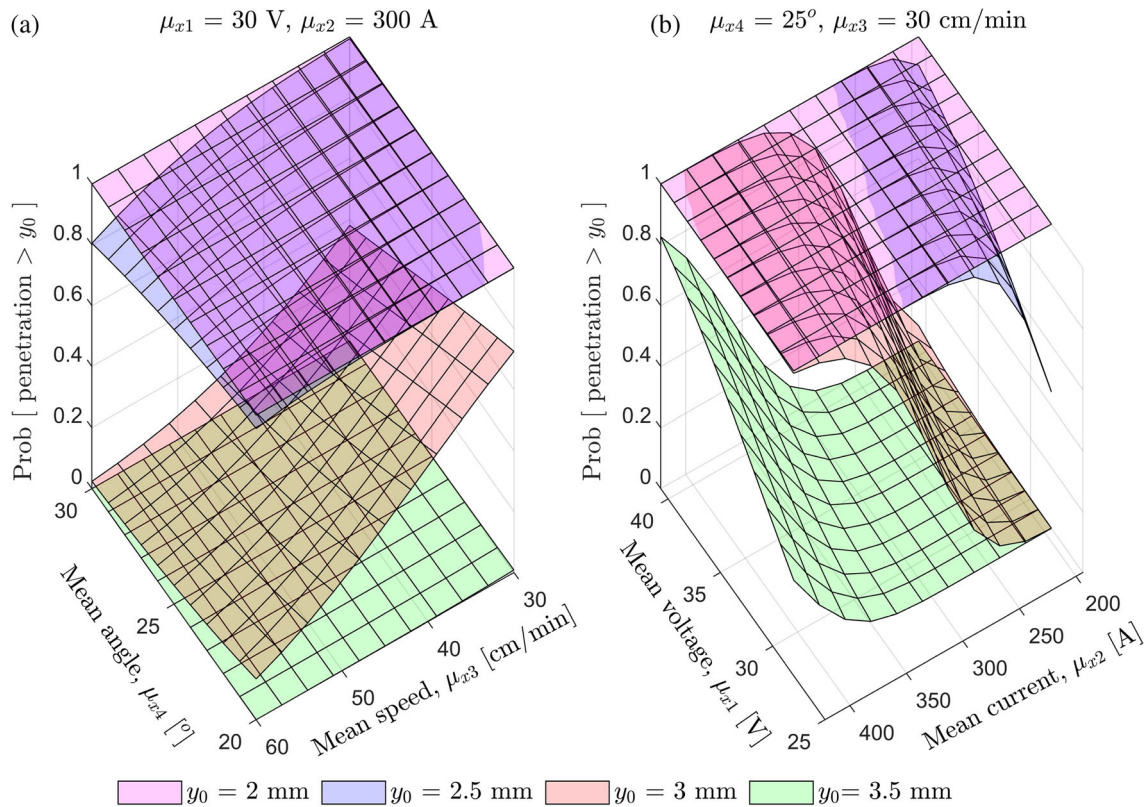 (a)
μx1 = 30 V, μx2 = 300 A
Prob [ penetration > y0 ]
1
0.8
0.6
0.4
0.2
0
30
25
20
Mean angle, μx4 [o]
60
50
40
30
Mean speed, μx3 [cm/min]
(b)
μx4 = 25o, μx3 = 30 cm/min
Prob [ penetration > y0 ]
1
0.8
0.6
0.4
0.2
0
40
35
30
25
Mean voltage, μx1 [V]
400
350
300
250
200
Mean current, μx2 [A]
y0 = 2 mm
y0 = 2.5 mm
y0 = 3 mm
y0= 3.5 mm